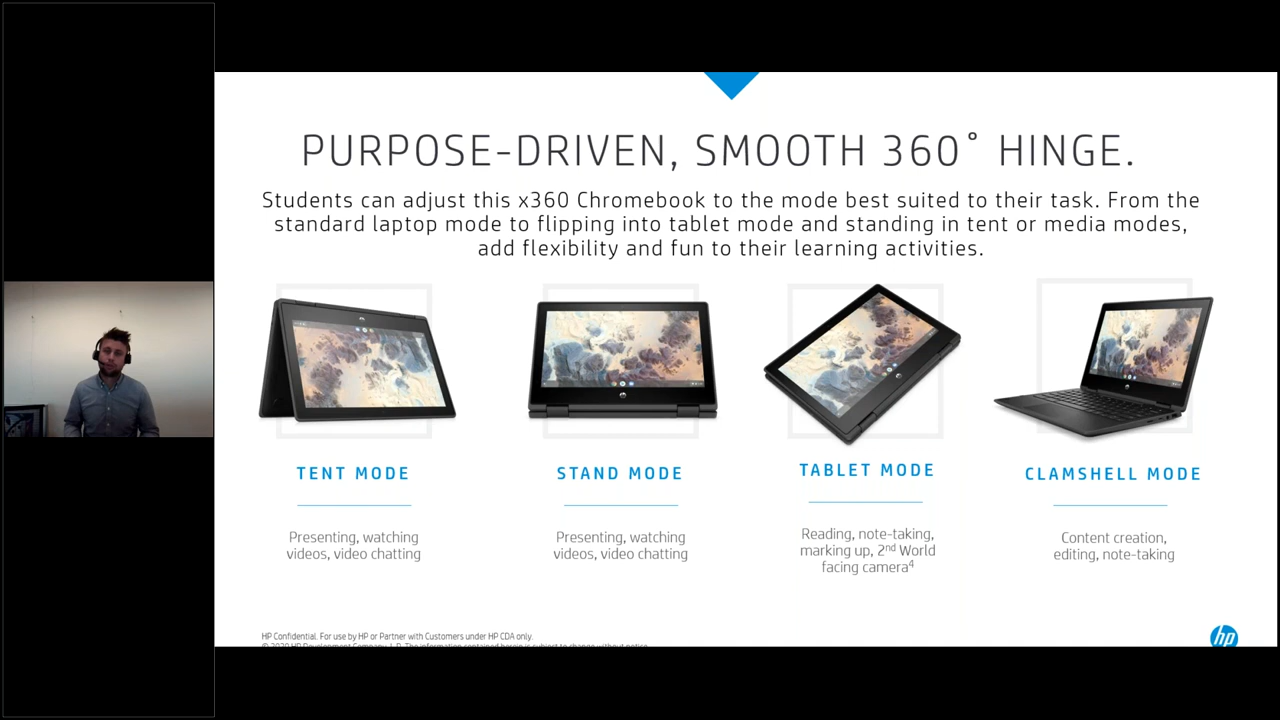 PURPOSE-DRIVEN, SMOOTH 360° HINGE.
Students can adjust this x360 Chromebook to the mode best suited to their task. From the
standard laptop mode to flipping into tablet mode and standing in tent or media modes,
add flexibility and fun to their learning activities.
TENT MODE
Presenting, watching
videos, video chatting
STAND MODE
Presenting, watching
videos, video chatting
TABLET MODE
Reading, note-taking,
marking up, 2nd World
facing camera4
CLAMSHELL MODE
Content creation,
editing, note-taking
HP Confidential. For use by HP or Partner with Customers under HP CDA only.
© 2020 HP Development Company, L.P. The information contained herein is subject to change without notice.
hp